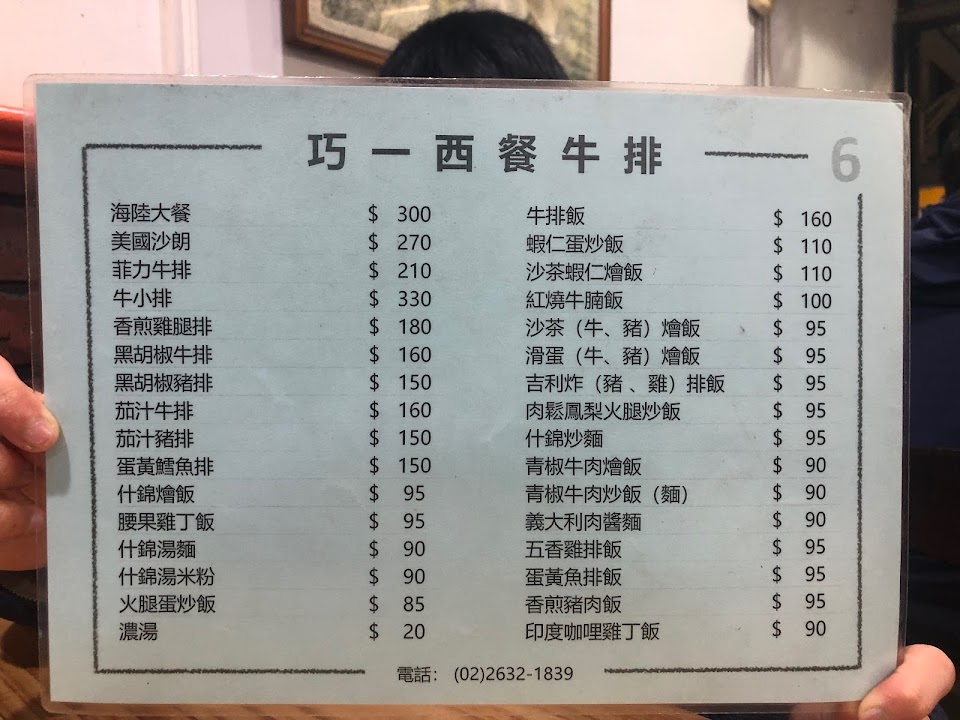 巧一西餐牛排
6
海陸大餐 $ 300
美國沙朗 $ 270
菲力牛排 $ 210
牛小排 $ 330
香煎雞腿排 $ 180
黑胡椒牛排 $ 160
黑胡椒豬排 $ 150
茄汁牛排 $ 160
茄汁豬排 $ 150
蛋黃鱈魚排 $ 150
什錦燴飯 $ 95
腰果雞丁飯 $ 95
什錦湯麵 $ 90
什錦湯米粉 $ 90
火腿蛋炒飯 $ 85
濃湯 $ 20
牛排飯 $ 160
蝦仁蛋炒飯 $ 110
沙茶蝦仁燴飯 $ 110
紅燒牛腩飯 $ 100
沙茶（牛、豬）燴飯 $ 95
滑蛋（牛、豬）燴飯 $ 95
吉利炸（豬、雞）排飯 $ 95
肉鬆鳳梨火腿炒飯 $ 95
什錦炒麵 $ 95
青椒牛肉燴飯 $ 90
青椒牛肉炒飯（麵） $ 90
義大利肉醬麵 $ 90
五香雞排飯 $ 95
蛋黃魚排飯 $ 95
香煎豬肉飯 $ 95
印度咖哩雞丁飯 $ 90
電話： (02)2632-1839